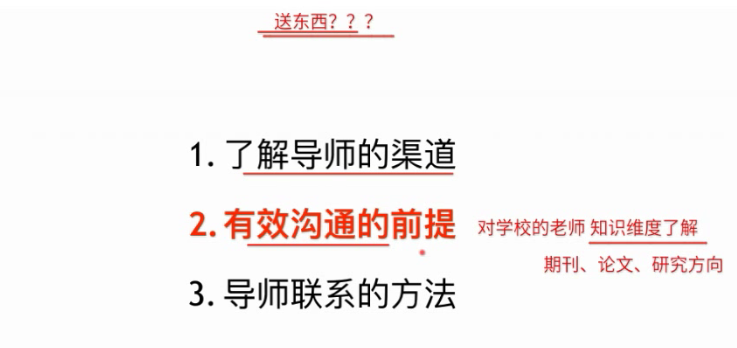 送东西？？？
1. 了解导师的渠道
2. 有效沟通的前提
对学校的老师 知识维度了解
期刊、论文、研究方向
3. 导师联系的方法